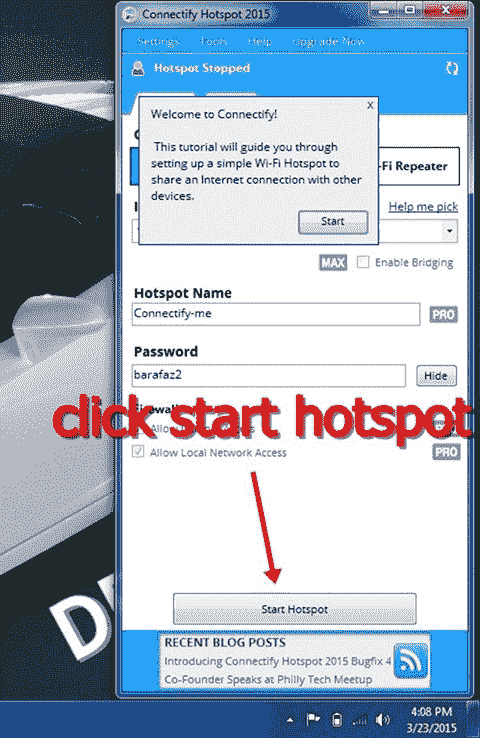 Connectify Hotspot 2015
Settings Tools Help Upgrade Now
Hotspot Stopped
Welcome to Connectify!
x
This tutorial will guide you through
setting up a simple Wi-Fi Hotspot to
share an Internet connection with other
devices.
Start
-Fi Repeater
Help me pick
MAX Enable Bridging
Hotspot Name
Connectify-me
PRO
Password
barafaz2
Hide
click start hotspot
Allow Local Network Access
PRO
Start Hotspot
RECENT BLOG POSTS
Introducing Connectify Hotspot 2015 Bugfix 4
Co-Founder Speaks at Philly Tech Meetup
4:08 PM
3/23/2015